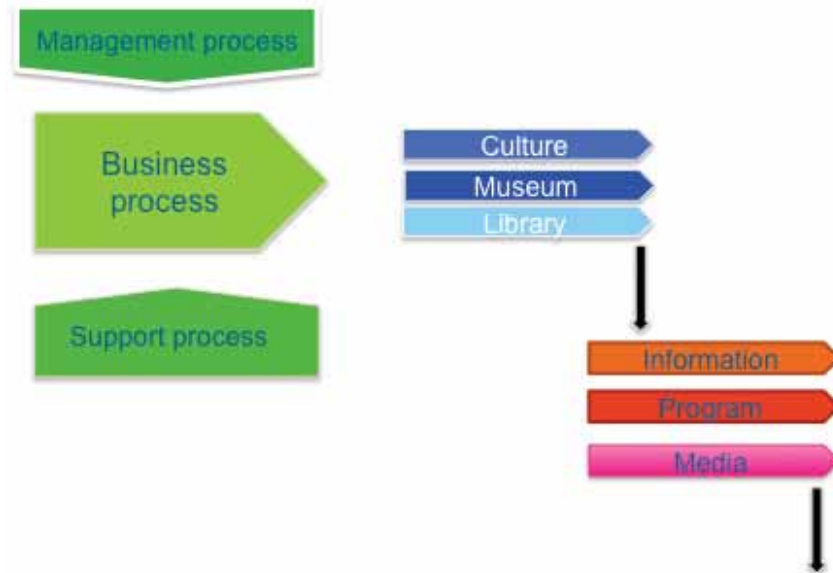 Management process
Business
process
Culture
Museum
Library
Support process
Information
Program
Media